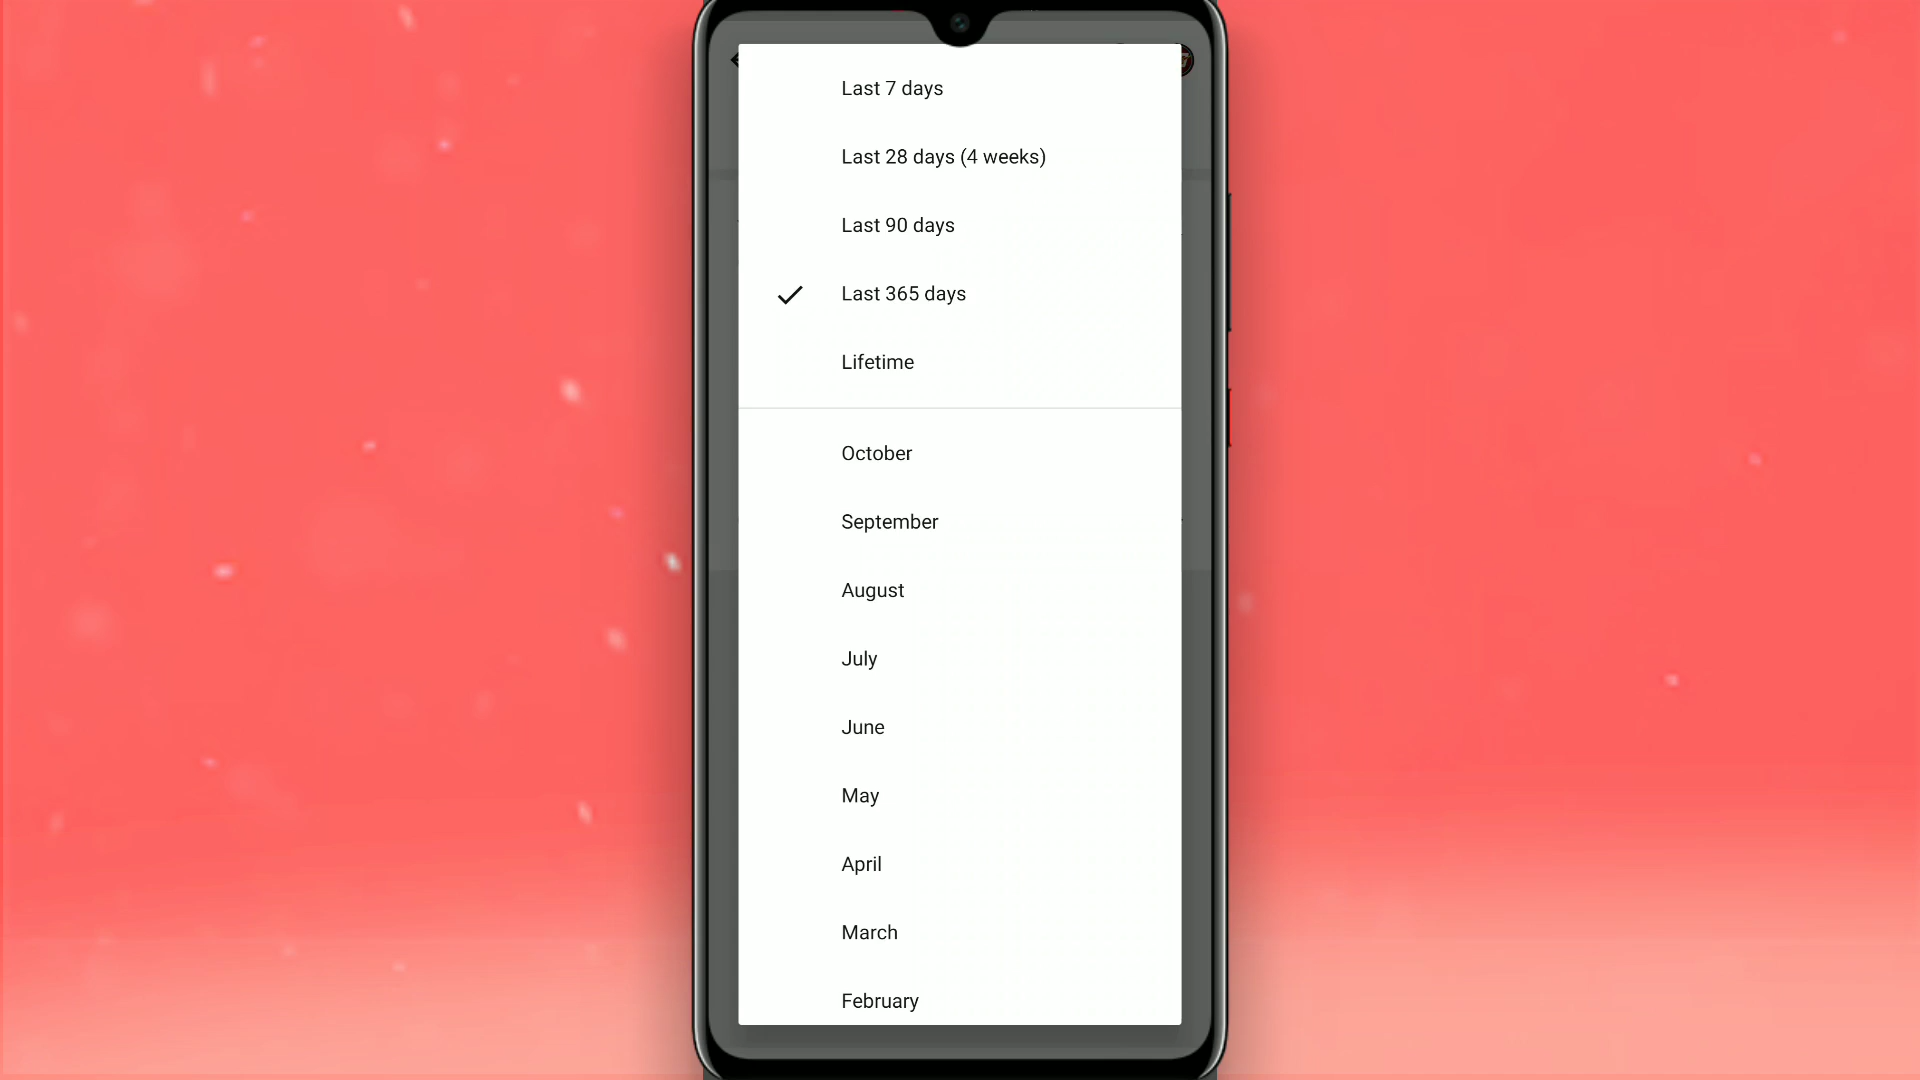 Last 7 days
Last 28 days (4 weeks)
Last 90 days
Last 365 days
Lifetime
October
September
August
July
June
May
April
March
February